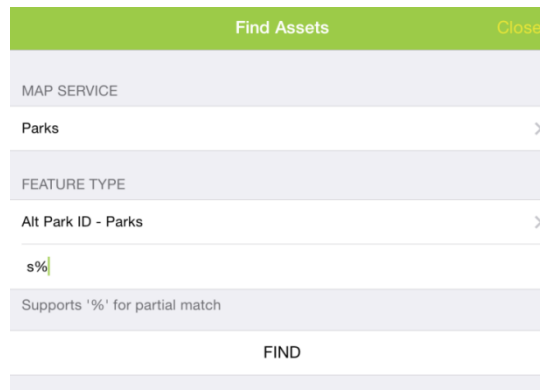 Find Assets Close
MAP SERVICE
Parks
FEATURE TYPE
Alt Park ID - Parks
s%
Supports '%' for partial match
FIND